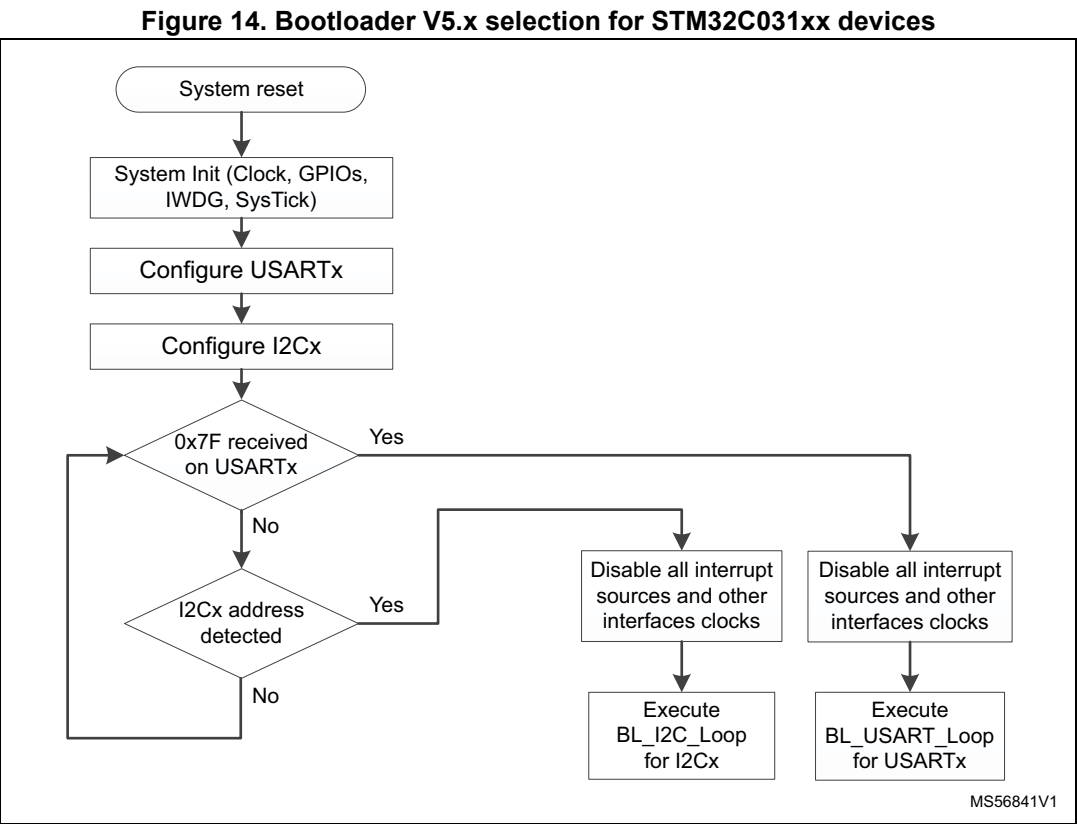 Figure 14. Bootloader V5.x selection for STM32C031xx devices
System reset
System Init (Clock, GPIOs,
IWDG, SysTick)
Configure USARTx
Configure I2Cx
0x7F received
on USARTx
Yes
No
I2Cx address
detected
Yes
No
Disable all interrupt
sources and other
interfaces clocks
Disable all interrupt
sources and other
interfaces clocks
Execute
BL_I2C_Loop
for I2Cx
Execute
BL_USART_Loop
for USARTx
MS56841V1